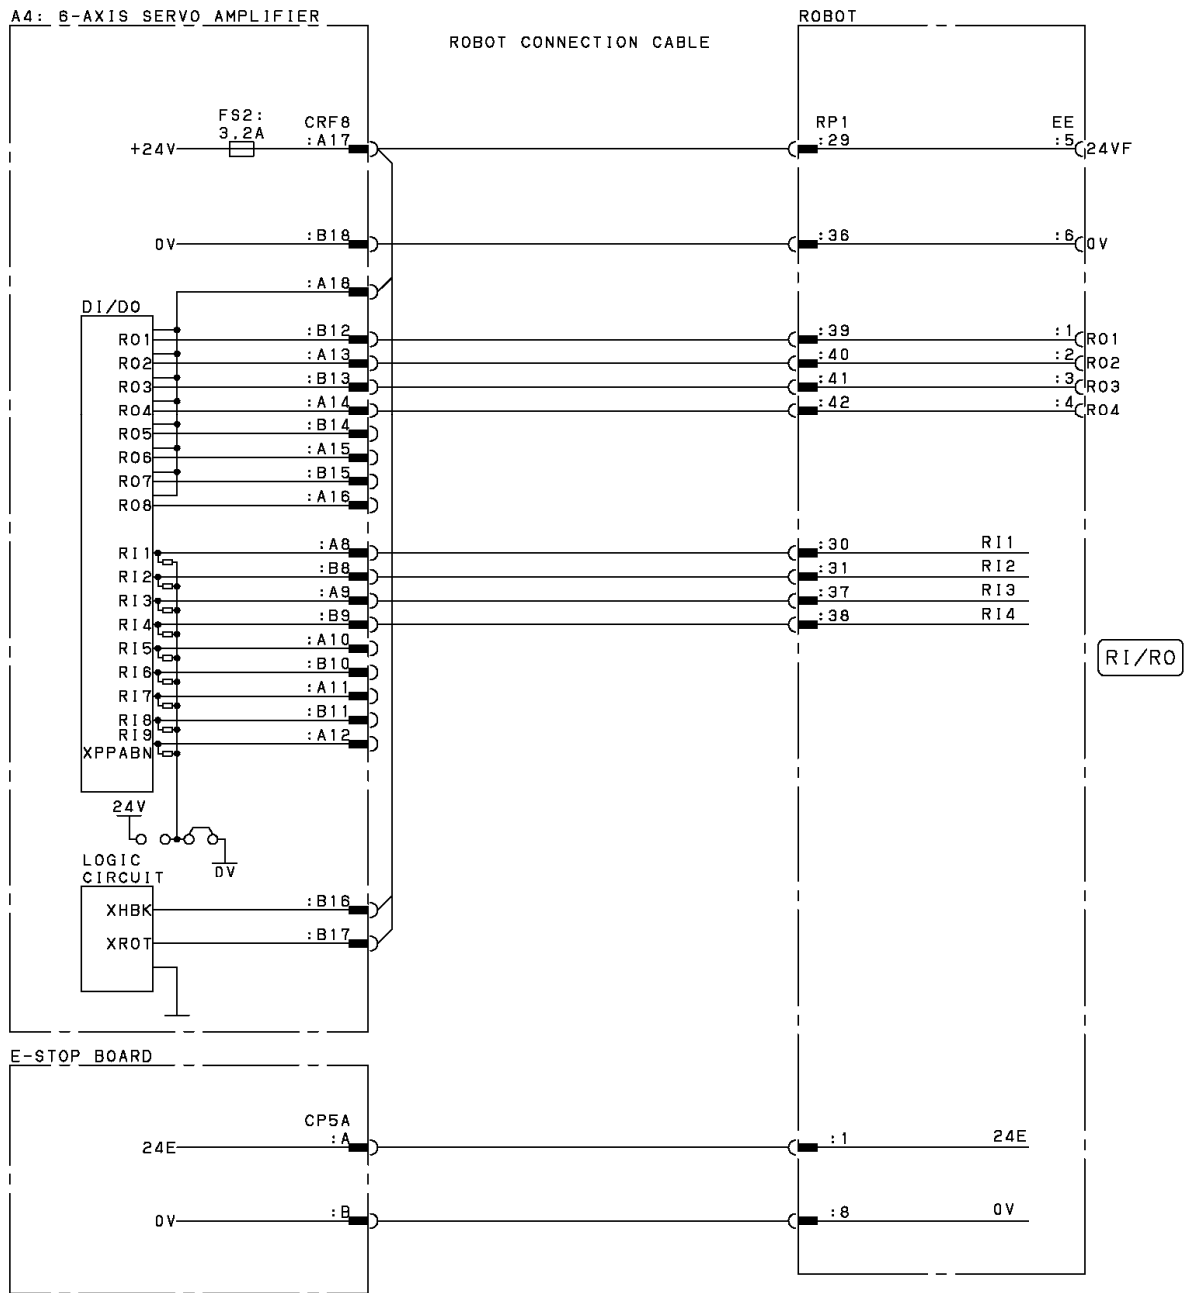 A4: 6-AXIS SERVO AMPLIFIER
ROBOT
ROBOT CONNECTION CABLE
FS2:
3.2A
CRF8
RP1
EE
+24V
:A17
:29
:5
24VF
0V
:B18
:36
:6
0V
:A18
DI/DO
RO1
:B12
:39
:1
RO1
RO2
:A13
:40
:2
RO2
RO3
:B13
:41
:3
RO3
RO4
:A14
:42
:4
RO4
RO5
:B14
RO6
:A15
RO7
:B15
RO8
:A16
RI1
:A8
:30
RI1
RI2
:B8
:31
RI2
RI3
:A9
:37
RI3
RI4
:B9
:38
RI4
RI5
:A10
RI/RO
RI6
:B10
RI7
:A11
RI8
:B11
RI9
:A12
XPPABN
24V
0V
LOGIC
CIRCUIT
XHBK
:B16
XROT
:B17
E-STOP BOARD
CP5A
24E
:A
:1
24E
0V
:B
:8
0V